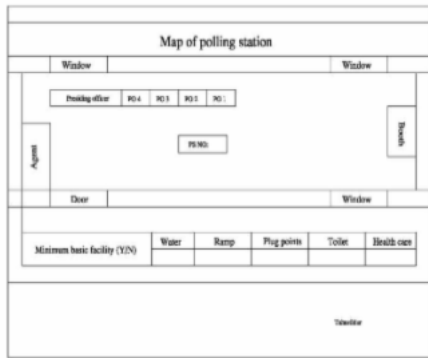 Map of polling station
Window Window
Presiding officer PO 4 PO 3 PO 2 PO 1
Agent
Booth
PS NO:
Door Window
Minimum basic facility (Y/N) Water Ramp Plug points Toilet Health care